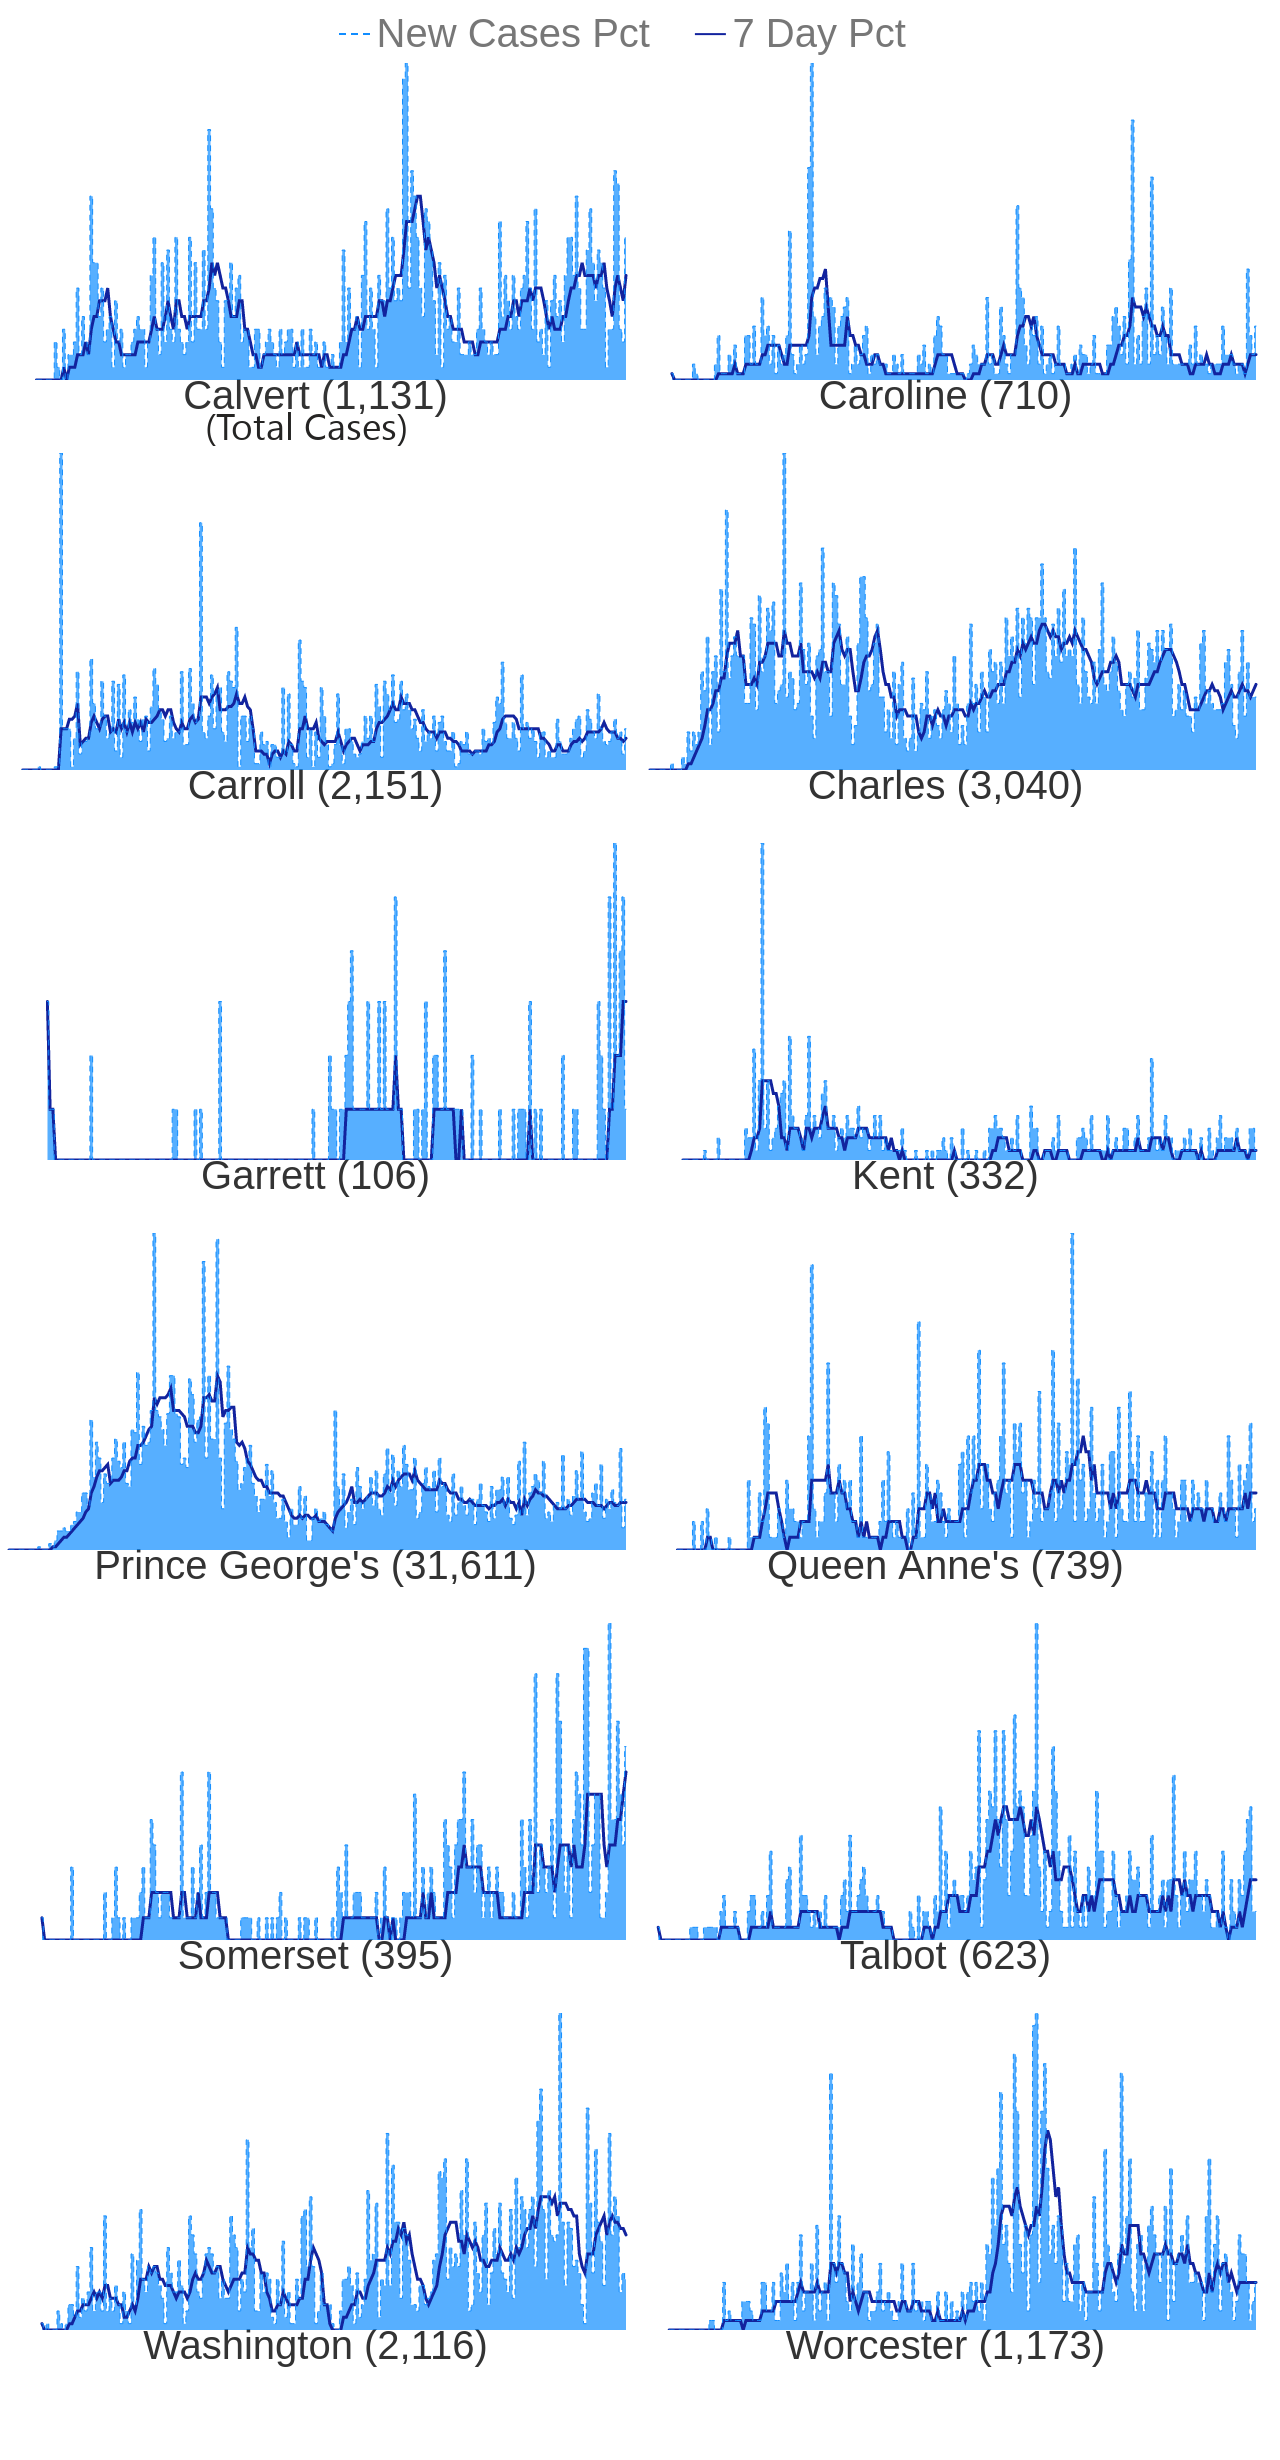 New Cases Pct 7 Day Pct
Calvert (1,131) Caroline (710)
(Total Cases)
Carroll (2,151) Charles (3,040)
Garrett (106) Kent (332)
Prince George's (31,611) Queen Anne's (739)
Somerset (395) Talbot (623)
Washington (2,116) Worcester (1,173)